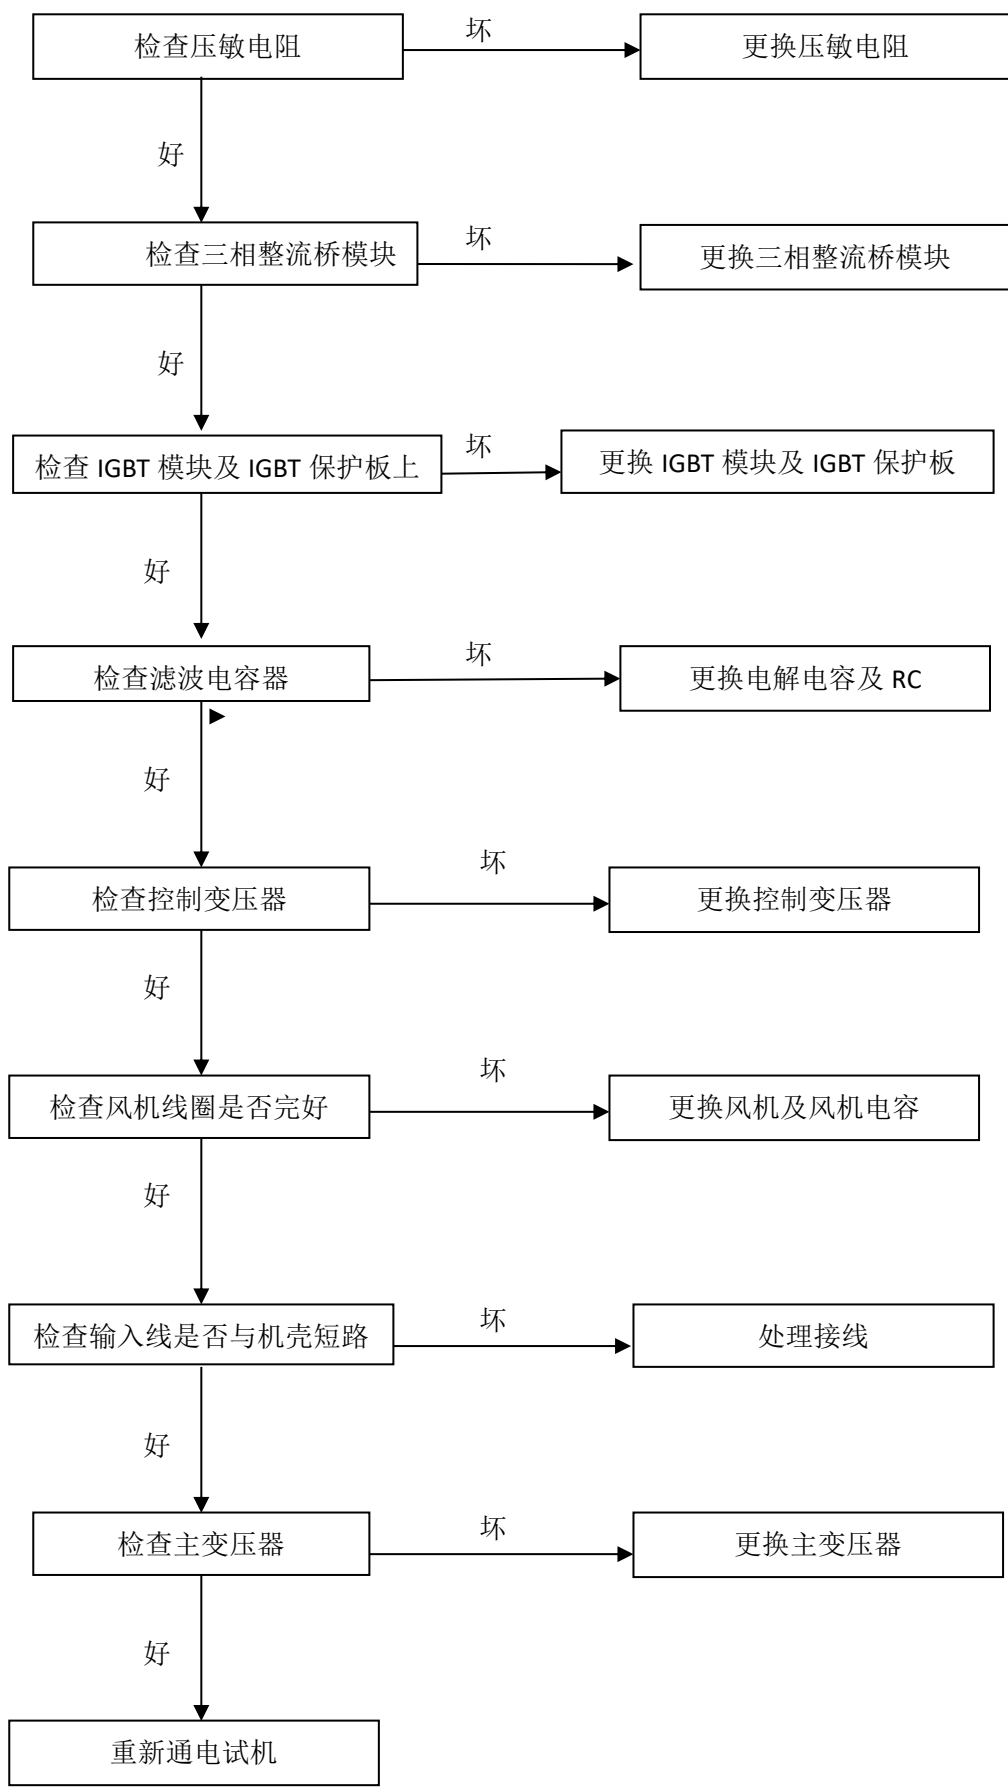 检查压敏电阻
坏
更换压敏电阻
好
检查三相整流桥模块
坏
更换三相整流桥模块
好
检查 IGBT 模块及 IGBT 保护板上
坏
更换 IGBT 模块及 IGBT 保护板
好
检查滤波电容器
坏
更换电解电容及 RC
好
检查控制变压器
坏
更换控制变压器
好
检查风机线圈是否完好
坏
更换风机及风机电容
好
检查输入线是否与机壳短路
坏
处理接线
好
检查主变压器
坏
更换主变压器
好
重新通电试机